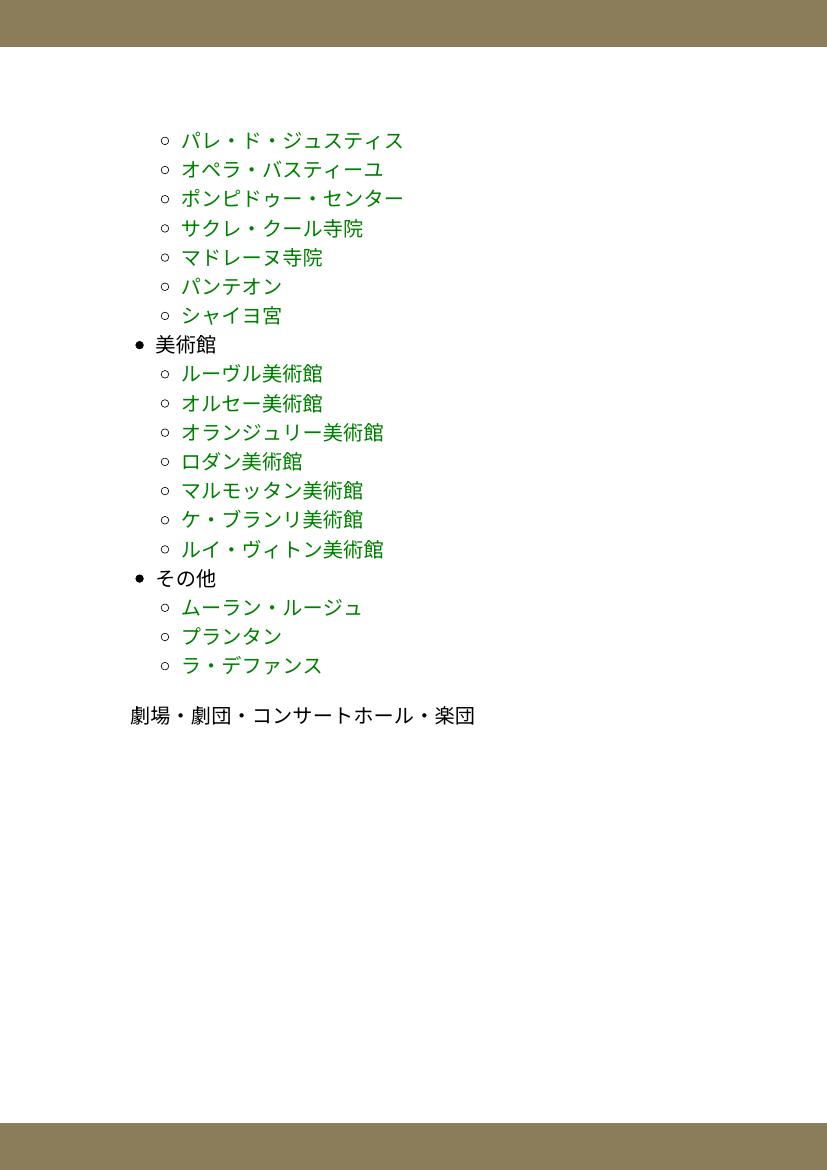 パレ・ド・ジュスティス
オペラ・バスティーユ
ポンピドゥー・センター
サクレ・クール寺院
マドレーヌ寺院
パンテオン
シャイヨ宮
美術館
ルーヴル美術館
オルセー美術館
オランジュリー美術館
ロダン美術館
マルモッタン美術館
ケ・ブランリ美術館
ルイ・ヴィトン美術館
その他
ムーラン・ルージュ
プランタン
ラ・デファンス
劇場・劇団・コンサートホール・楽団